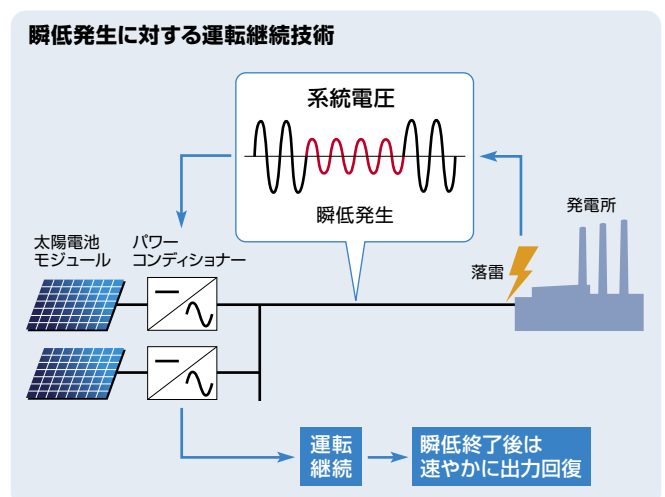 瞬低発生に対する運転継続技術
系統電圧
瞬低発生
発電所
落雷
太陽電池
モジュール
パワー
コンディショナー
運転
継続
瞬低終了後は
速やかに出力回復